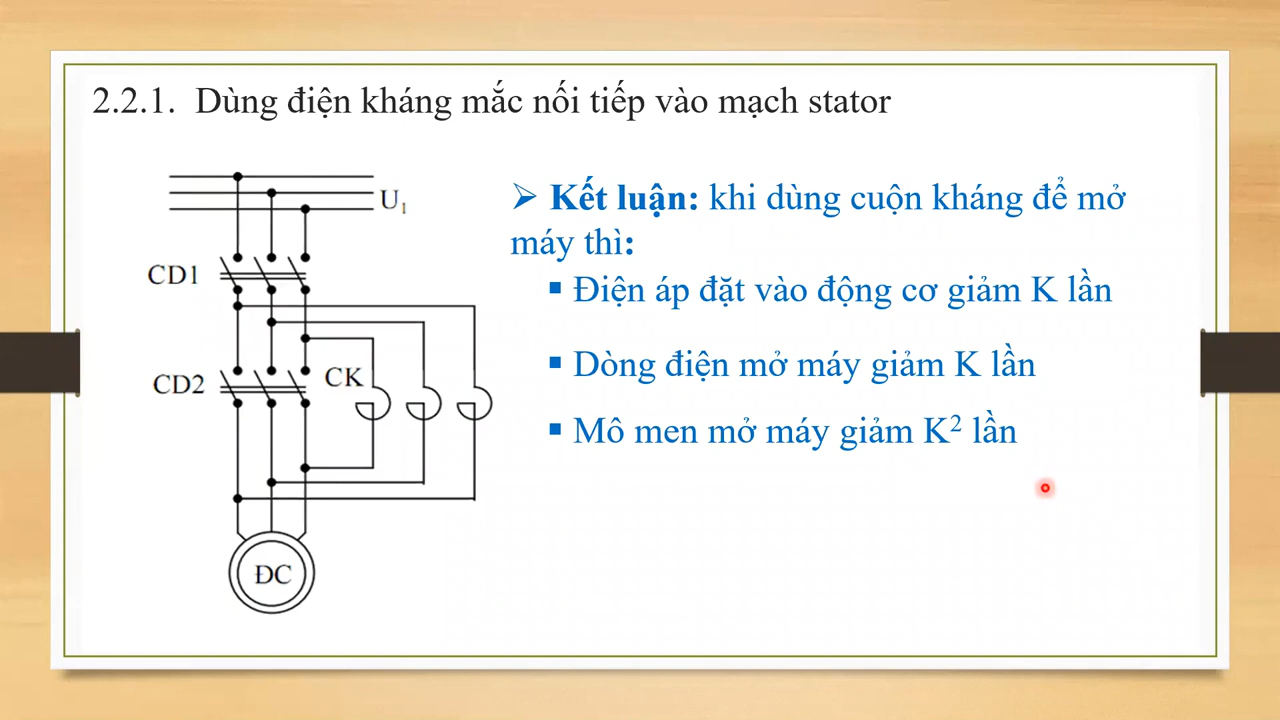 2.2.1. Dùng điện kháng mắc nối tiếp vào mạch stator
U1
CD1
CD2
CK
ĐC
➢ Kết luận: khi dùng cuộn kháng để mở
máy thì:
▪ Điện áp đặt vào động cơ giảm K lần
▪ Dòng điện mở máy giảm K lần
▪ Mô men mở máy giảm K² lần